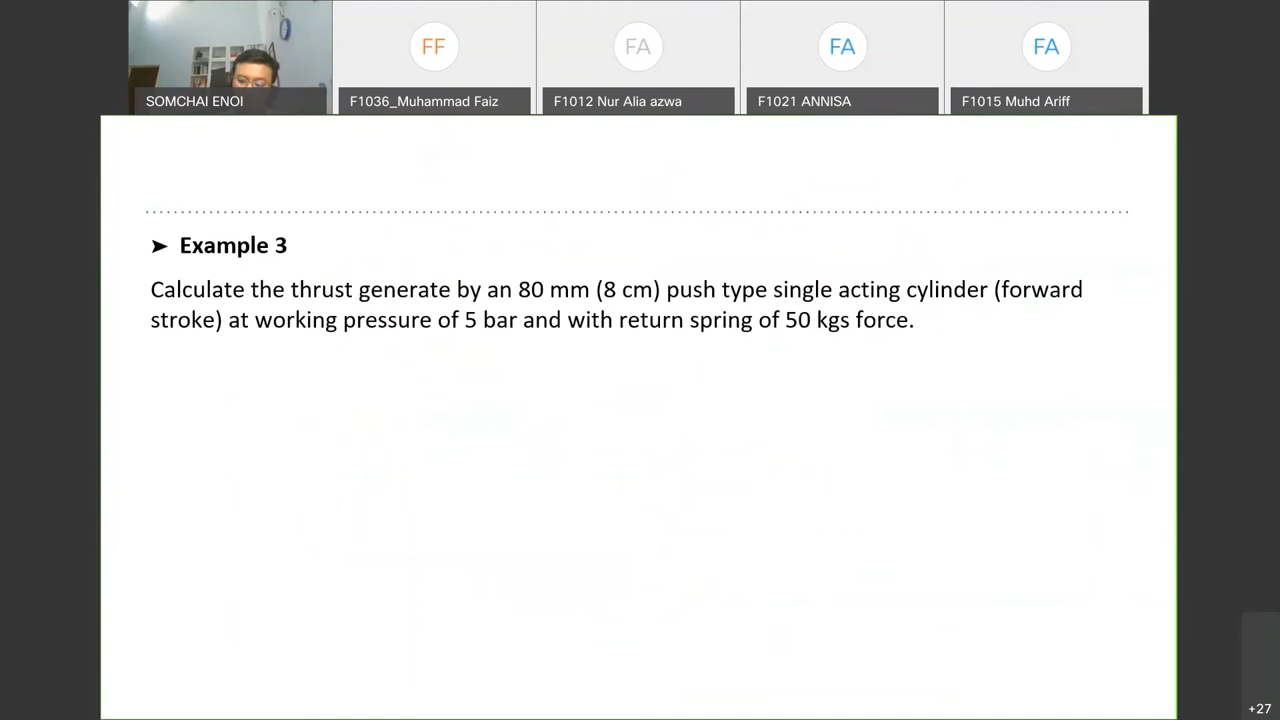 FF
FA
FA
FA
SOMCHAI ENOI
F1036_Muhammad Faiz
F1012 Nur Alia azwa
F1021 ANNISA
F1015 Muhd Ariff
➤ Example 3
Calculate the thrust generate by an 80 mm (8 cm) push type single acting cylinder (forward
stroke) at working pressure of 5 bar and with return spring of 50 kgs force.
+27